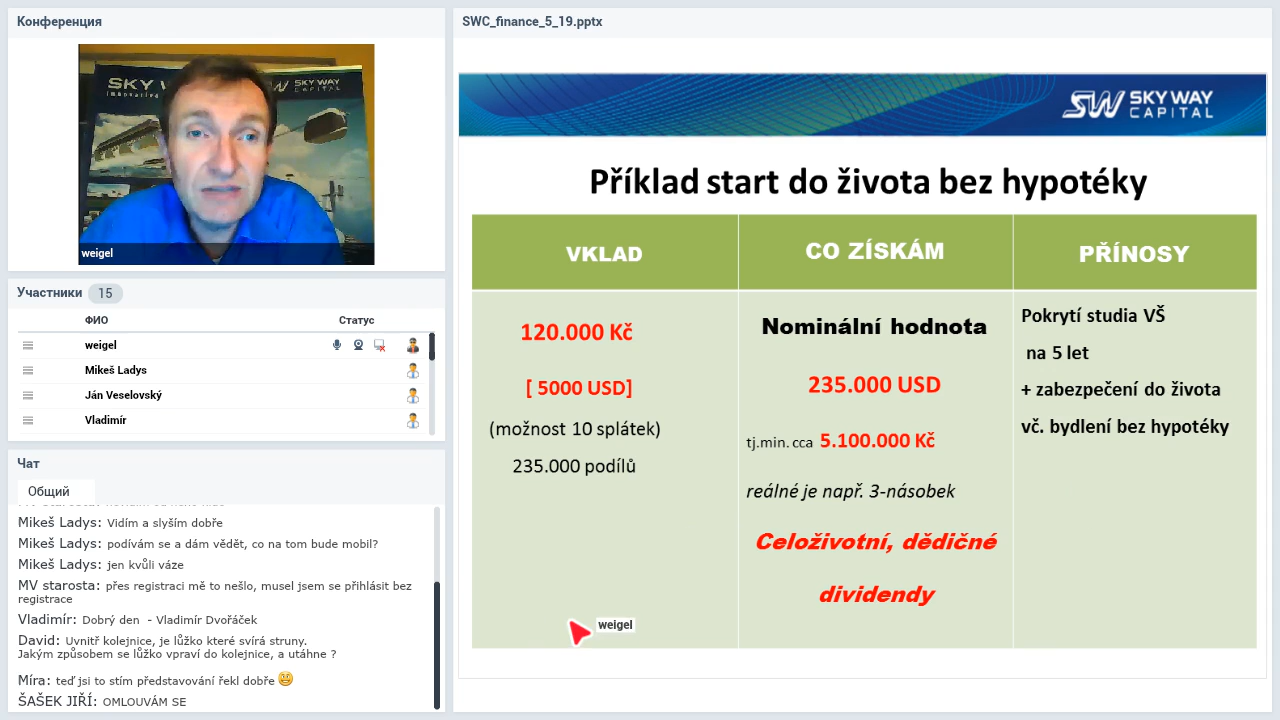 Конференция
SKY W
innovative
SKY WAY
CAPITAL
weigel
Участники 15
ФИО Статус
weigel
Mikeš Ladys
Ján Veselovský
Vladimír
Чат
Общий
Mikeš Ladys: Vidím a slyším dobře
Mikeš Ladys: podívám se a dám vědět, co na tom bude mobil?
Mikeš Ladys: jen kvůli váze
MV starosta: přes registraci mě to nešlo, musel jsem se přihlásit bez
registrace
Vladimír: Dobrý den - Vladimír Dvořáček
David: Uvnitř kolejnice, je lůžko které svírá struny.
Jakým způsobem se lůžko vpraví do kolejnice, a utáhne ?
Míra: teď jsi to stím představování řekl dobře
ŠAŠEK JIŘÍ: OMLOUVÁM SE
SWC_finance_5_19.pptx
SW SKY WAY
CAPITAL
Příklad start do života bez hypotéky
VKLAD
120.000 Kč
[ 5000 USD]
(možnost 10 splátek)
235.000 podílů
CO ZÍSKÁM
Nominální hodnota
235.000 USD
tj.min. cca 5.100.000 Kč
reálné je např. 3-násobek
Celoživotní, dědičné
dividendy
PŘÍNOSY
Pokrytí studia VŠ
na 5 let
+ zabezpečení do života
vč. bydlení bez hypotéky
weigel